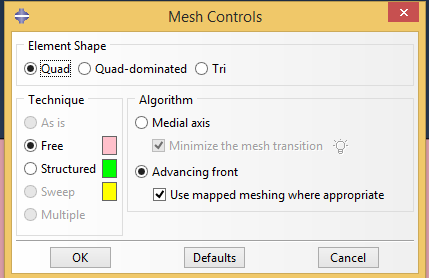 Mesh Controls
Element Shape
Quad Quad-dominated Tri
Technique
As is
Free
Structured
Sweep
Multiple
Algorithm
Medial axis
Minimize the mesh transition
Advancing front
Use mapped meshing where appropriate
OK Defaults Cancel